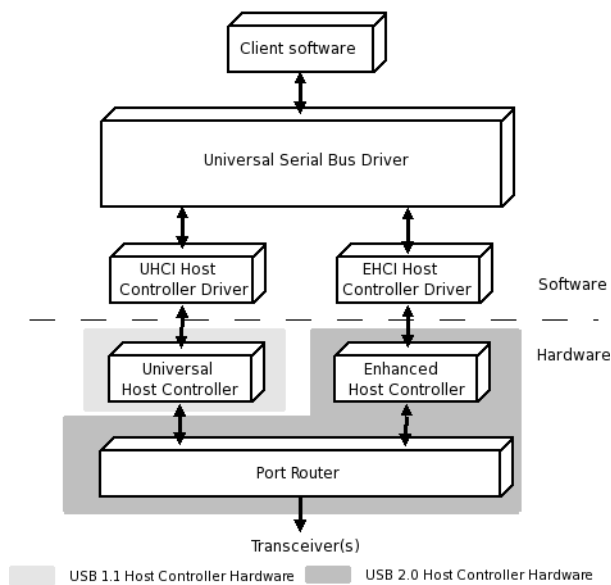 Client software
Universal Serial Bus Driver
UHCI Host
Controller Driver
EHCI Host
Controller Driver
Software
Hardware
Universal
Host Controller
Enhanced
Host Controller
Port Router
Transceiver(s)
USB 1.1 Host Controller Hardware
USB 2.0 Host Controller Hardware